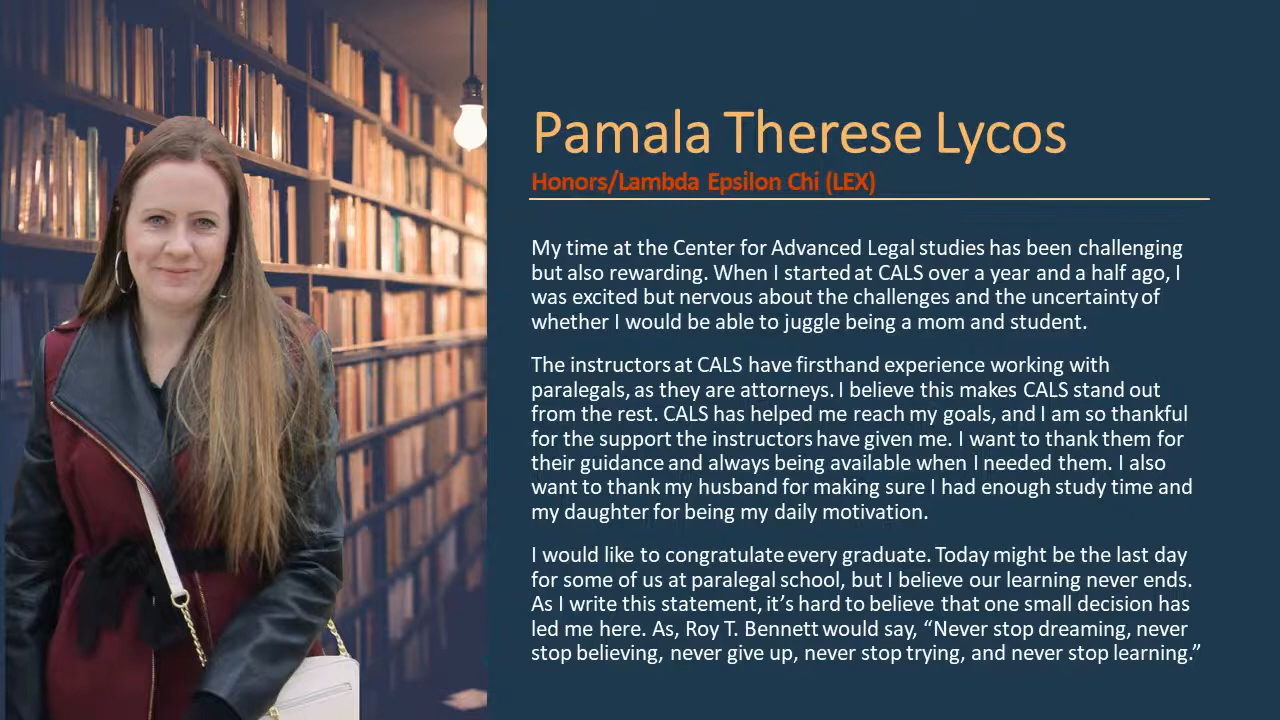 Pamala Therese Lycos
Honors/Lambda Epsilon Chi (LEX)
My time at the Center for Advanced Legal studies has been challenging
but also rewarding. When I started at CALS over a year and a half ago, I
was excited but nervous about the challenges and the uncertainty of
whether I would be able to juggle being a mom and student.
The instructors at CALS have firsthand experience working with
paralegals, as they are attorneys. I believe this makes CALS stand out
from the rest. CALS has helped me reach my goals, and I am so thankful
for the support the instructors have given me. I want to thank them for
their guidance and always being available when I needed them. I also
want to thank my husband for making sure I had enough study time and
my daughter for being my daily motivation.
I would like to congratulate every graduate. Today might be the last day
for some of us at paralegal school, but I believe our learning never ends.
As I write this statement, it’s hard to believe that one small decision has
led me here. As, Roy T. Bennett would say, “Never stop dreaming, never
stop believing, never give up, never stop trying, and never stop learning.”